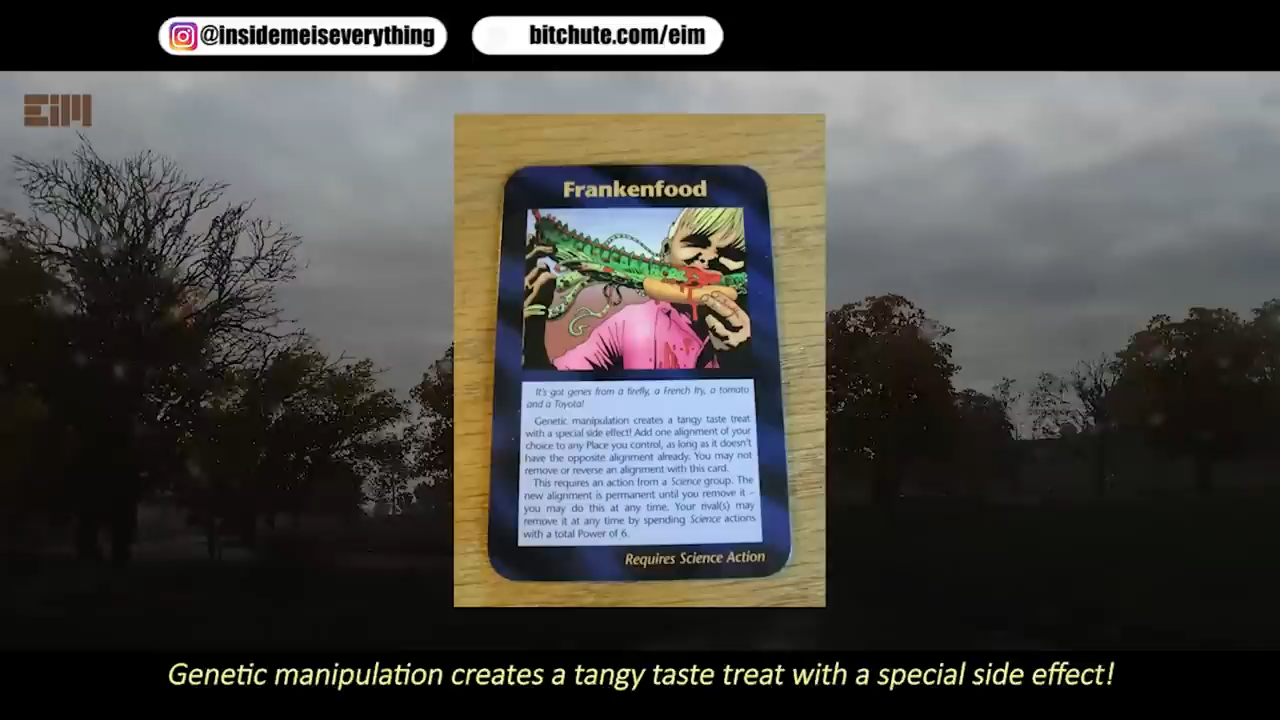 @insidemeiseverything
bitchute.com/eim
EiM
Frankenfood
It's got genes from a firefly, a French fry, a tomato
and a Toyota!
Genetic manipulation creates a tangy taste treat
with a special side effect! Add one alignment of your
choice to any Place you control, as long as it doesn't
have the opposite alignment already. You may not
remove or reverse an alignment with this card.
This requires an action from a Science group. The
new alignment is permanent until you remove it –
you may do this at any time. Your rival(s) may
remove it at any time by spending Science actions
with a total Power of 6.
Requires Science Action
Genetic manipulation creates a tangy taste treat with a special side effect!